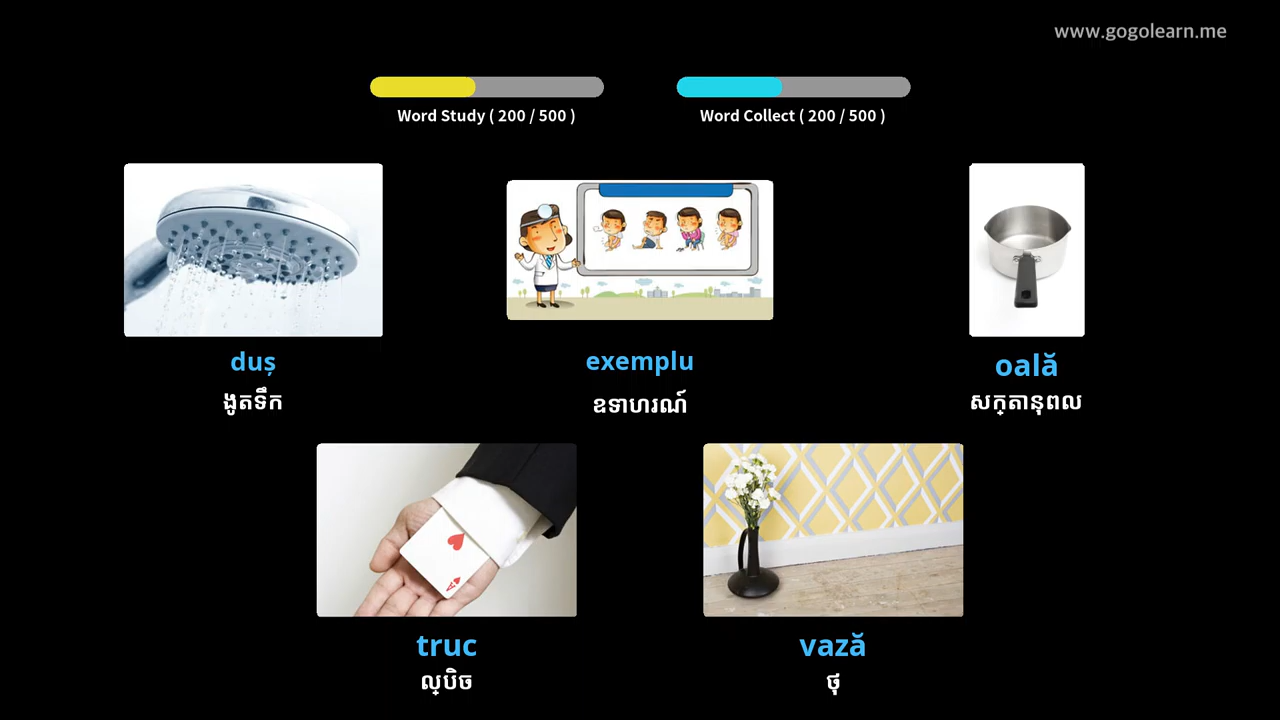 www.gogolearn.me
Word Study ( 200 / 500 )
Word Collect ( 200 / 500 )
duș
exemplu
oală
ងូតទឹក
ឧទាហរណ៍
សក្តានុពល
truc
vază
ល្បិច
ថុ